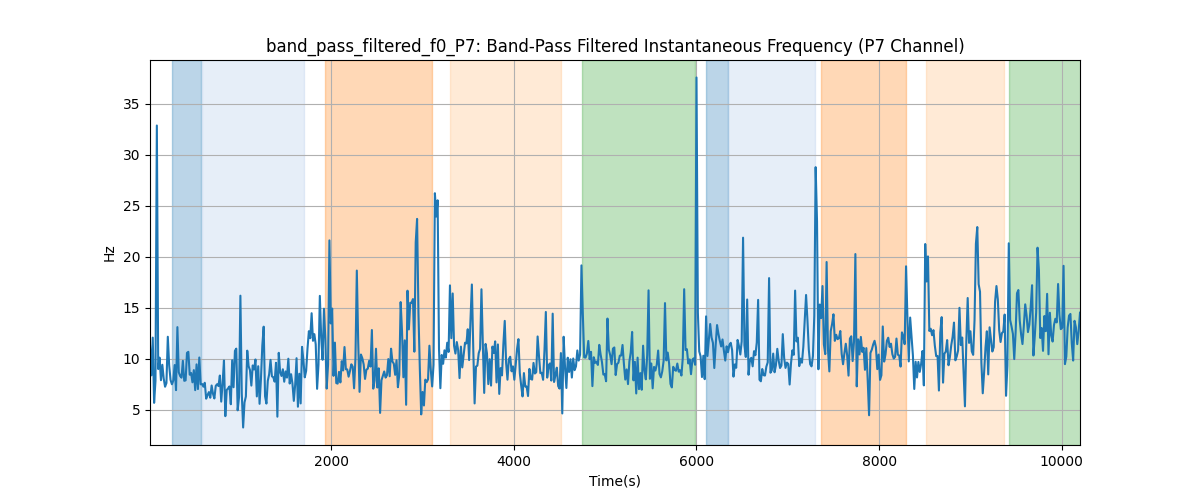 band_pass_filtered_f0_P7: Band-Pass Filtered Instantaneous Frequency (P7 Channel)
Hz
35
30
25
20
15
10
5
2000 4000 6000 8000 10000
Time(s)